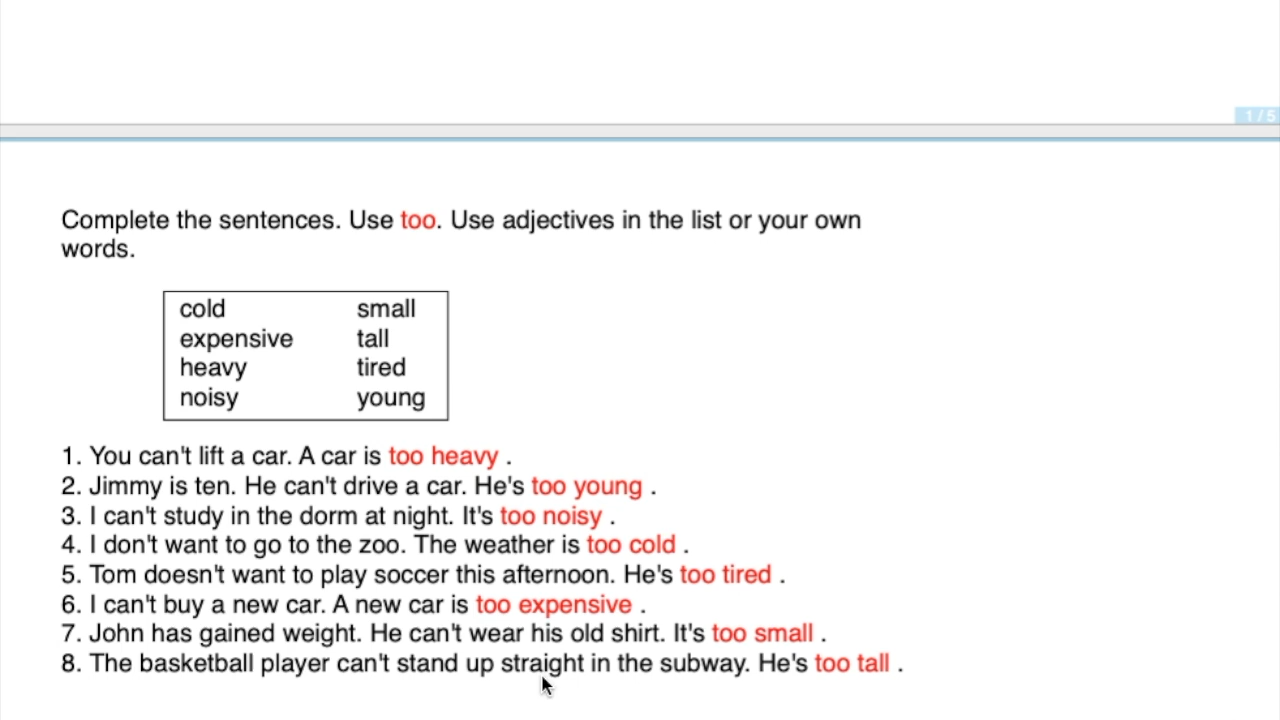 1 / 5
Complete the sentences. Use too. Use adjectives in the list or your own
words.
cold small
expensive tall
heavy tired
noisy young
1. You can't lift a car. A car is too heavy .
2. Jimmy is ten. He can't drive a car. He's too young .
3. I can't study in the dorm at night. It's too noisy .
4. I don't want to go to the zoo. The weather is too cold .
5. Tom doesn't want to play soccer this afternoon. He's too tired .
6. I can't buy a new car. A new car is too expensive .
7. John has gained weight. He can't wear his old shirt. It's too small .
8. The basketball player can't stand up straight in the subway. He's too tall .